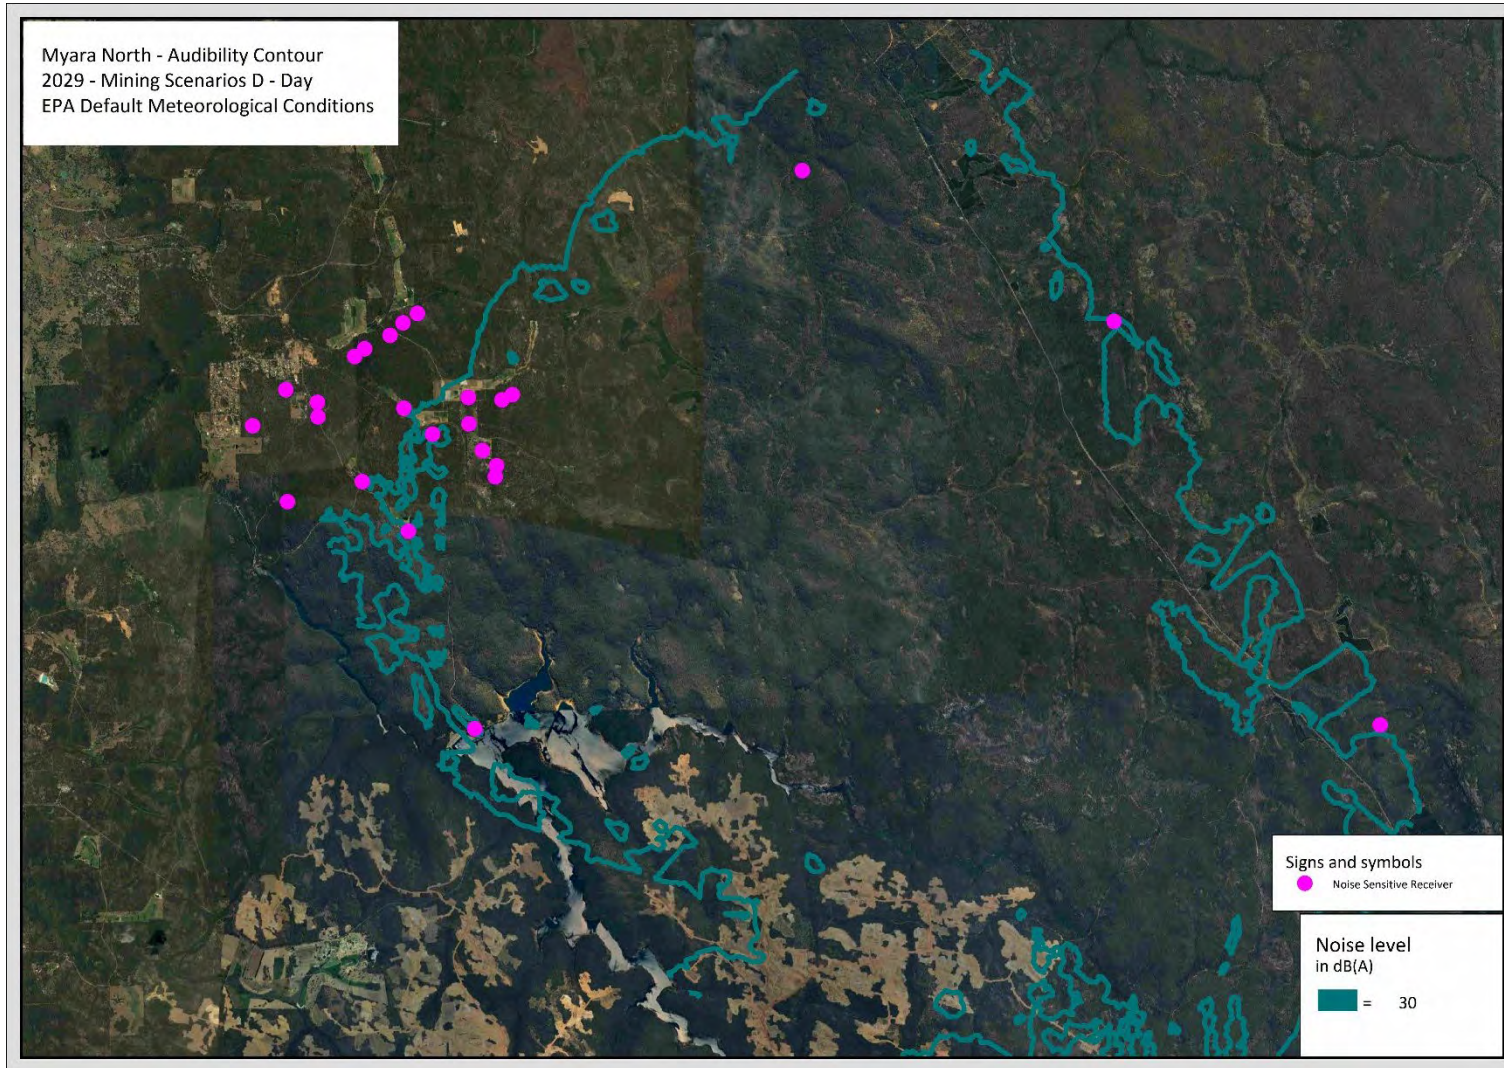 Myara North - Audibility Contour
2029 - Mining Scenarios D - Day
EPA Default Meteorological Conditions
Signs and symbols
Noise Sensitive Receiver
Noise level
in dB(A)
= 30